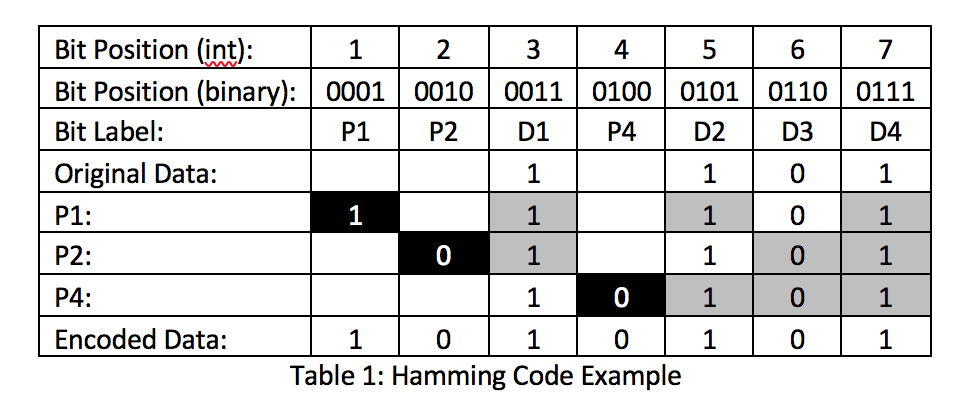 Bit Position (int): 1 2 3 4 5 6 7
Bit Position (binary): 0001 0010 0011 0100 0101 0110 0111
Bit Label: P1 P2 D1 P4 D2 D3 D4
Original Data: 1 1 0 1
P1: 1 1 1 0 1
P2: 0 1 1 0 1
P4: 1 0 1 0 1
Encoded Data: 1 0 1 0 1 0 1
Table 1: Hamming Code Example